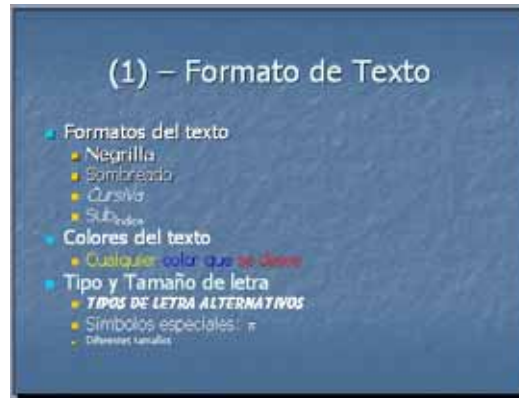 (1) – Formato de Texto
Formatos del texto
Negrilla
Sombreado
Cursiva
Subíndice
Colores del texto
Cualquier color que se desee
Tipo y Tamaño de letra
TIPOS DE LETRA ALTERNATIVOS
Símbolos especiales: π
Diferentes tamaños